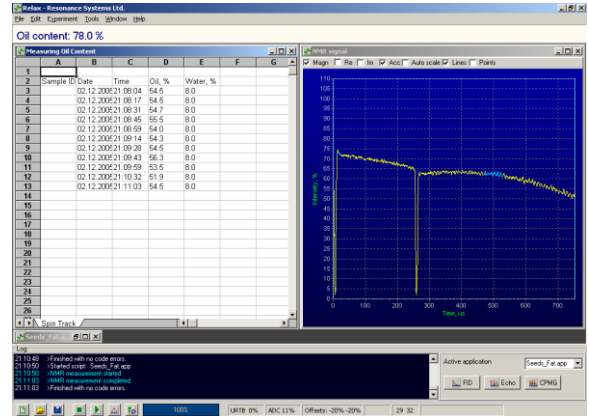 Relax - Resonance Systems Ltd.
File Edit Experiment Tools Window Help
Oil content: 78.0 %
Measuring Oil Content
A B C D E F G
1
2 Sample ID Date Time Oil, % Water, %
3 02.12.2005 21:08:04 54.5 8.0
4 02.12.2005 21:08:17 54.5 8.0
5 02.12.2005 21:08:31 54.7 8.0
6 02.12.2005 21:08:45 55.5 8.0
7 02.12.2005 21:08:59 54.0 8.0
8 02.12.2005 21:09:14 54.3 8.0
9 02.12.2005 21:09:28 54.5 8.0
10 02.12.2005 21:09:43 56.3 8.0
11 02.12.2005 21:09:59 53.5 8.0
12 02.12.2005 21:10:32 51.9 8.0
13 02.12.2005 21:11:03 54.5 8.0
14
15
16
17
18
19
20
21
22
23
24
25
26
Spin Track
NMR signal
Magn Re Im Acc Auto scale Lines Points
110
105
100
95
90
85
80
75
70
65
60
55
50
45
40
35
30
25
20
15
10
5
0
Intensity, %
0 100 200 300 400 500 600 700
Time, us
Seeds_Fat.a...
Log
21:10:48 >Finished with no code errors.
21:10:50 >Started script: Seeds_Fat.app
21:10:50 >NMR measurement started
21:11:03 >NMR measurement completed
21:11:03 >Finished with no code errors.
Active application Seeds_Fat.app
FID Echo CPMG
100% URTB 0% ADC 11% Offsets: -20% -20% 29 32